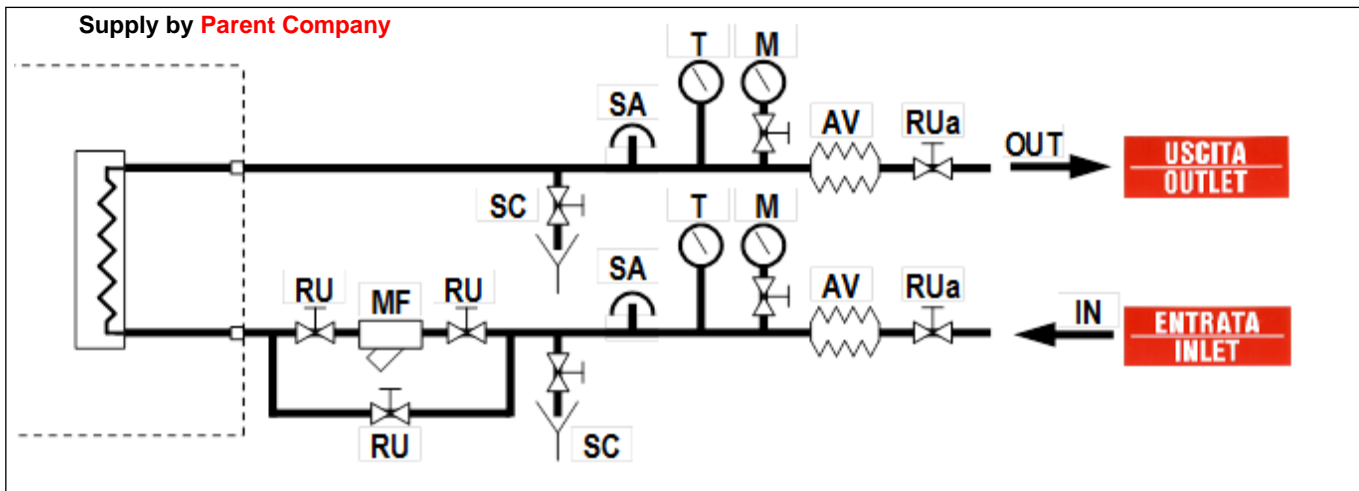 Supply by Parent Company
T M
SA AV RUa
OUT USCITA
OUTLET
SC
T M
SA AV RUa
RU MF RU
IN ENTRATA
INLET
RU SC